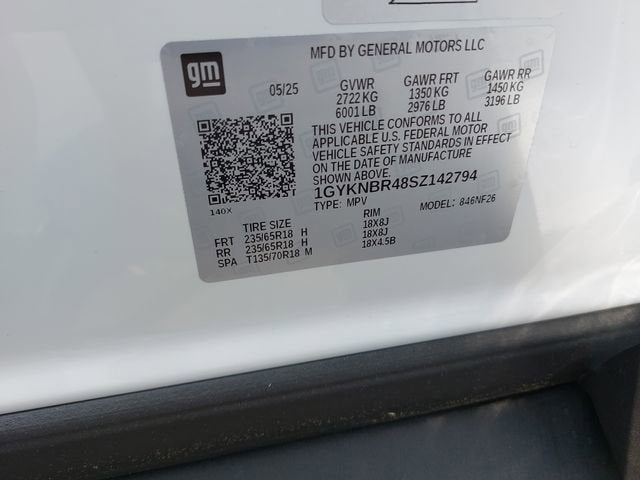 gm
MFD BY GENERAL MOTORS LLC
05/25 GVWR GAWR FRT GAWR RR
2722 KG 1350 KG 1450 KG
6001 LB 2976 LB 3196 LB
THIS VEHICLE CONFORMS TO ALL
APPLICABLE U.S. FEDERAL MOTOR
VEHICLE SAFETY STANDARDS IN EFFECT
ON THE DATE OF MANUFACTURE
SHOWN ABOVE.
1GYKNBR48SZ142794
140X TYPE: MPV MODEL: 846NF26
TIRE SIZE RIM
FRT 235/65R18 H 18X8J
RR 235/65R18 H 18X8J
SPA T135/70R18 M 18X4.5B